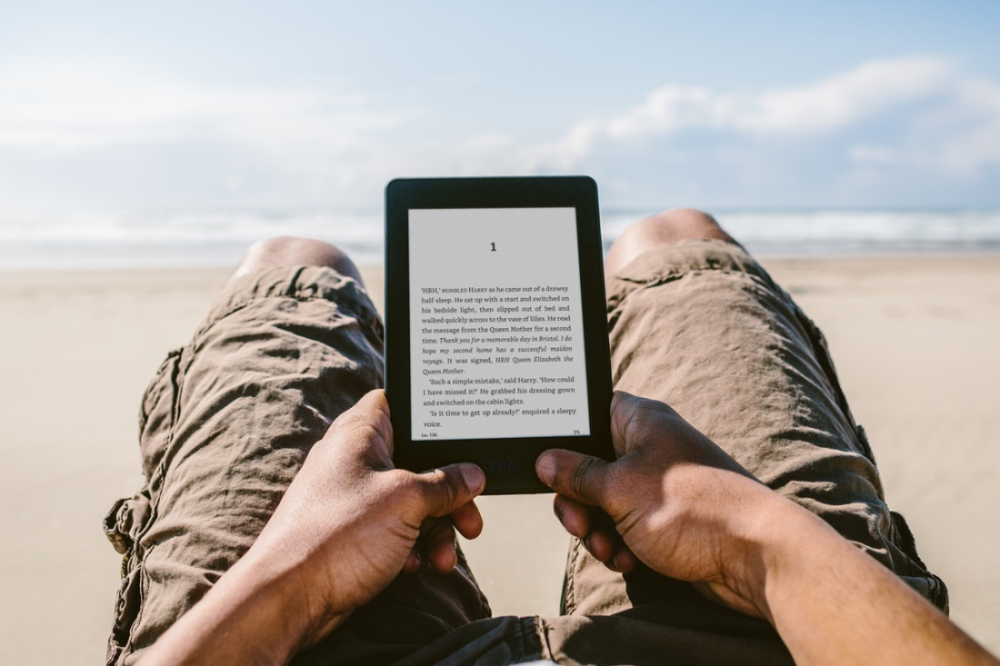 1
‘HRH,’ MUMBLED HARRY as he came out of a drowsy
half-sleep. He sat up with a start and switched on
his bedside light, then slipped out of bed and
walked quickly across to the vase of lilies. He read
the message from the Queen Mother for a second
time. Thank you for a memorable day in Bristol. I do
hope my second home has a successful maiden
voyage. It was signed, HRH Queen Elizabeth the
Queen Mother.
‘Such a simple mistake,’ said Harry. ‘How could
I have missed it?’ He grabbed his dressing gown
and switched on the cabin lights.
‘Is it time to get up already?’ enquired a sleepy
voice.
kindle